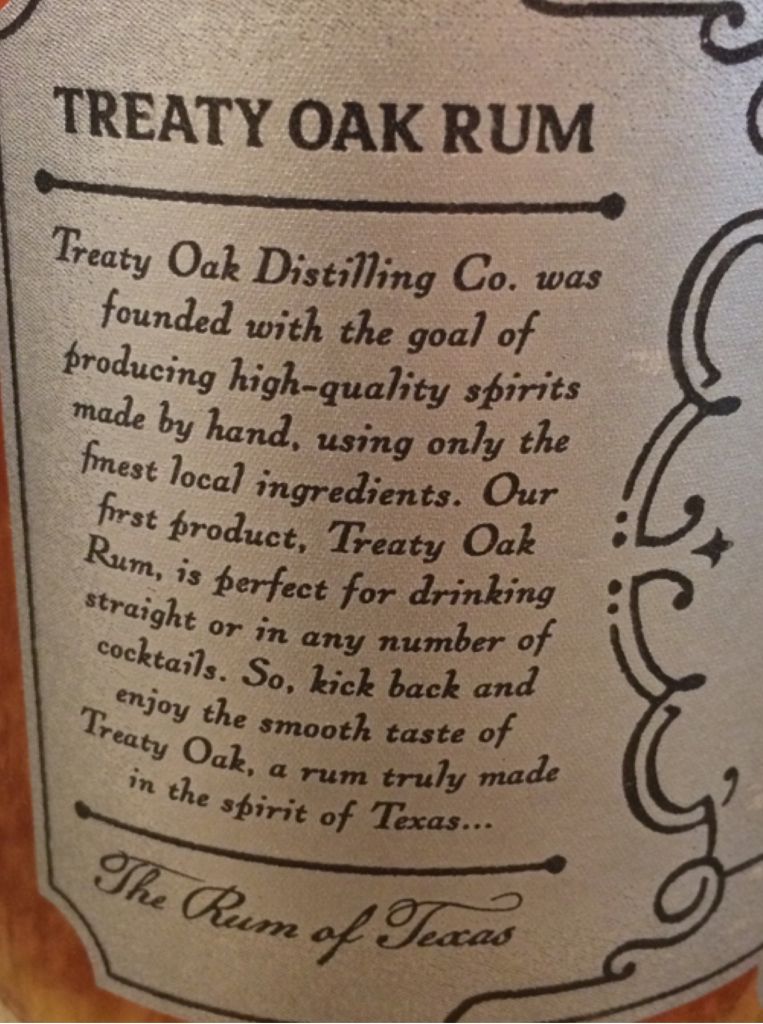 TREATY OAK RUM
Treaty Oak Distilling Co. was
founded with the goal of
producing high-quality spirits
made by hand, using only the
finest local ingredients. Our
first product, Treaty Oak
Rum, is perfect for drinking
straight or in any number of
cocktails. So, kick back and
enjoy the smooth taste of
Treaty Oak, a rum truly made
in the spirit of Texas...
The Rum of Texas